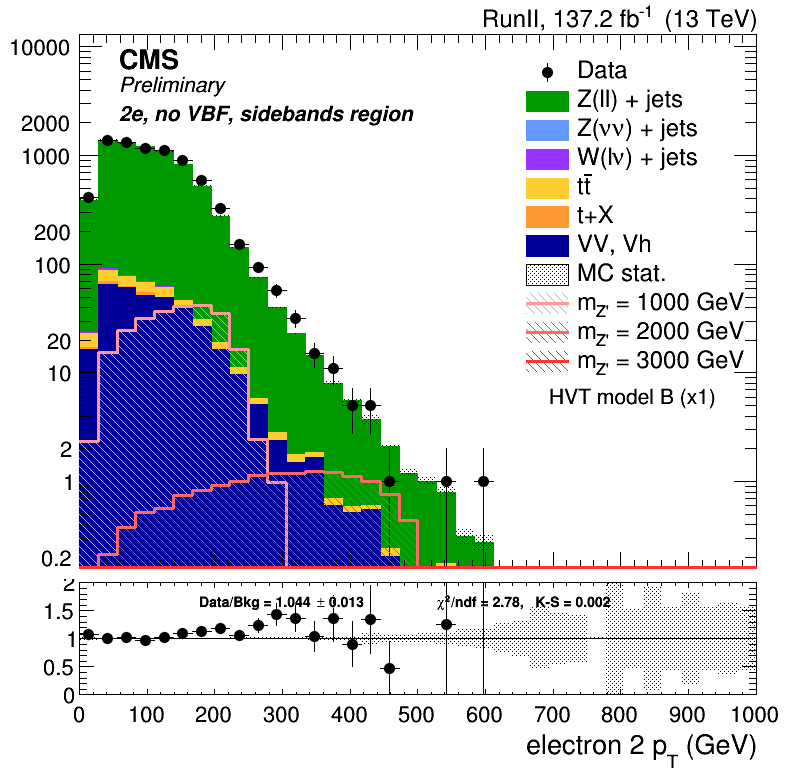 RunII, 137.2 fb⁻¹ (13 TeV)
CMS
Preliminary
2e, no VBF, sidebands region
Data
Z(ll) + jets
Z(νν) + jets
W(lν) + jets
tt̄
t+X
VV, Vh
MC stat.
m_Z' = 1000 GeV
m_Z' = 2000 GeV
m_Z' = 3000 GeV
HVT model B (x1)
10000
2000
1000
200
100
20
10
2
1
0.2
Data/Bkg = 1.044 ± 0.013
χ²/ndf = 2.78, K-S = 0.002
2
1.5
1
0.5
0
0 100 200 300 400 500 600 700 800 900 1000
electron 2 p_T (GeV)